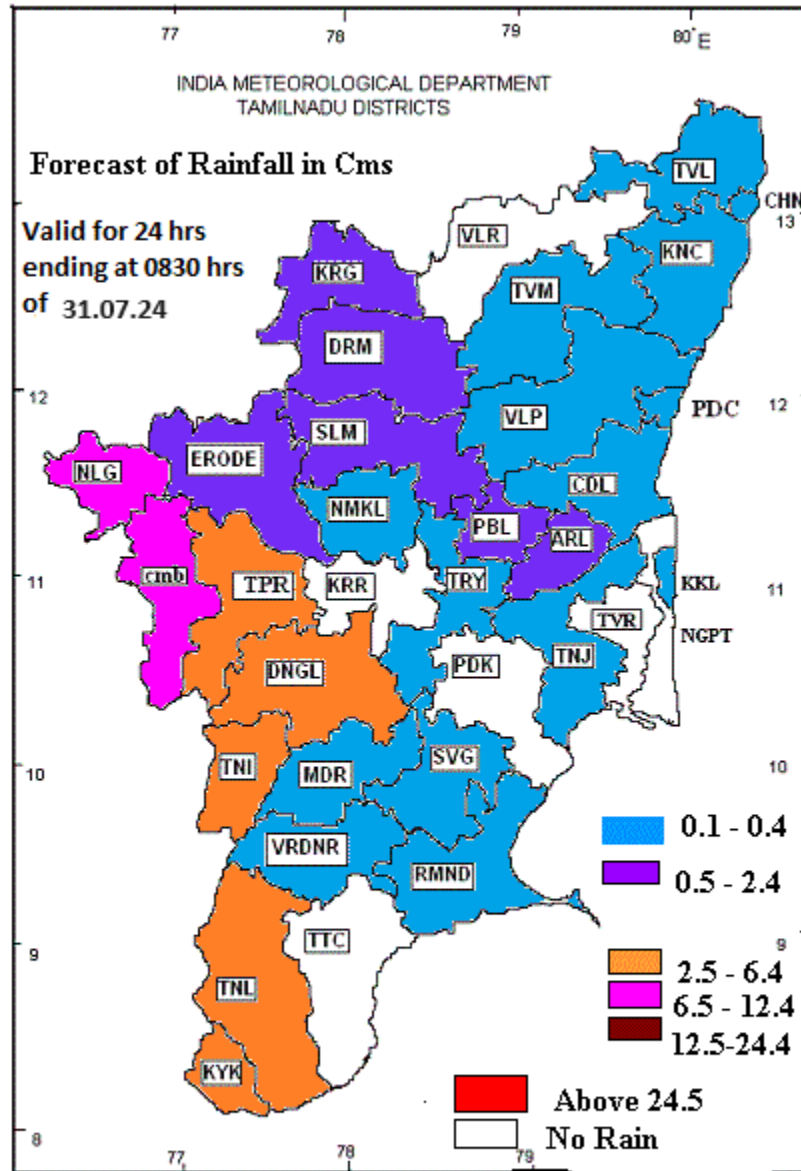 77 78 79 80°E
INDIA METEOROLOGICAL DEPARTMENT
TAMILNADU DISTRICTS
Forecast of Rainfall in Cms
TVL
CHN
13
Valid for 24 hrs
ending at 0830 hrs
of 31.07.24
VLR
KNC
KRG
TVM
DRM
12
12
PDC
SLM
VLP
ERODE
NLG
CDL
NMKL
PBL
ARL
11
cmb
TPR
KRR
TRY
KKL
11
TVR
NGPT
DNGL
PDK
TNJ
10
TNI
MDR
SVG
10
0.1 - 0.4
VRDNR
RMND
0.5 - 2.4
9
TTC
9
TNL
2.5 - 6.4
6.5 - 12.4
12.5-24.4
KYK
Above 24.5
8
No Rain
77 78 79